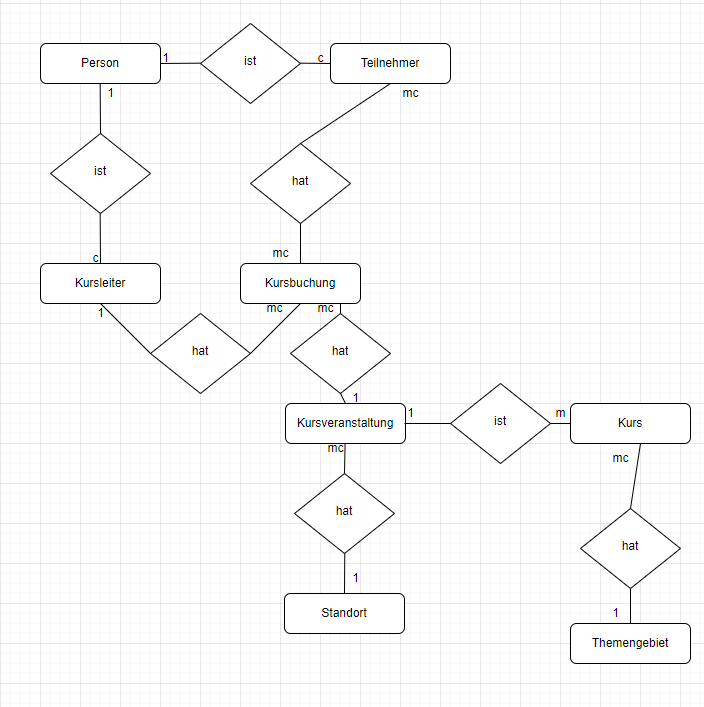 Person
1
ist
c
Teilnehmer
1
mc
ist
hat
c
mc
Kursleiter
Kursbuchung
1
mc
mc
hat
hat
1
Kursveranstaltung
1
ist
m
Kurs
mc
mc
hat
hat
1
1
Standort
Themengebiet